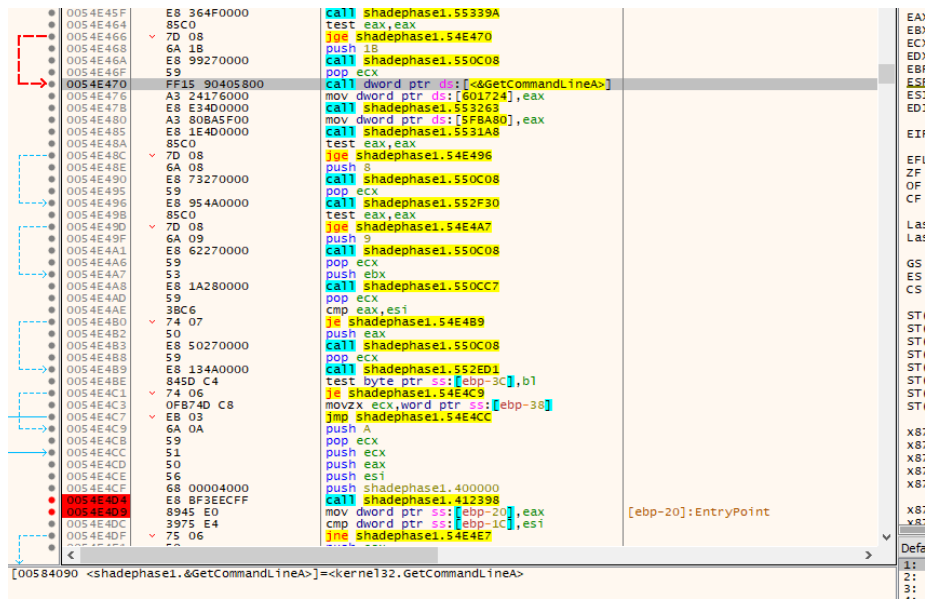 0054E45F E8 364F0000 call shadephase1.55339A
0054E464 85C0 test eax,eax
0054E466 7D 08 jge shadephase1.54E470
0054E468 6A 1B push 1B
0054E46A E8 99270000 call shadephase1.550C08
0054E46F 59 pop ecx
0054E470 FF15 90405800 call dword ptr ds:[<&GetCommandLineA>]
0054E476 A3 24176000 mov dword ptr ds:[601724],eax
0054E47B E8 E34D0000 call shadephase1.553263
0054E480 A3 80BA5F00 mov dword ptr ds:[5FBA80],eax
0054E485 E8 1E4D0000 call shadephase1.5531A8
0054E48A 85C0 test eax,eax
0054E48C 7D 08 jge shadephase1.54E496
0054E48E 6A 08 push 8
0054E490 E8 73270000 call shadephase1.550C08
0054E495 59 pop ecx
0054E496 E8 954A0000 call shadephase1.552F30
0054E49B 85C0 test eax,eax
0054E49D 7D 08 jge shadephase1.54E4A7
0054E49F 6A 09 push 9
0054E4A1 E8 62270000 call shadephase1.550C08
0054E4A6 59 pop ecx
0054E4A7 53 push ebx
0054E4A8 E8 1A280000 call shadephase1.550CC7
0054E4AD 59 pop ecx
0054E4AE 3BC6 cmp eax,esi
0054E4B0 74 07 je shadephase1.54E4B9
0054E4B2 50 push eax
0054E4B3 E8 50270000 call shadephase1.550C08
0054E4B8 59 pop ecx
0054E4B9 E8 134A0000 call shadephase1.552ED1
0054E4BE 845D C4 test byte ptr ss:[ebp-3C],bl
0054E4C1 74 06 je shadephase1.54E4C9
0054E4C3 0FB74D C8 movzx ecx,word ptr ss:[ebp-38]
0054E4C7 EB 03 jmp shadephase1.54E4CC
0054E4C9 6A 0A push A
0054E4CB 59 pop ecx
0054E4CC 51 push ecx
0054E4CD 50 push eax
0054E4CE 56 push esi
0054E4CF 68 00004000 push shadephase1.400000
0054E4D4 E8 BF3EECFF call shadephase1.412398
0054E4D9 8945 E0 mov dword ptr ss:[ebp-20],eax [ebp-20]:EntryPoint
0054E4DC 3975 E4 cmp dword ptr ss:[ebp-1C],esi
0054E4DF 75 06 jne shadephase1.54E4E7
[00584090 <shadephase1.&GetCommandLineA>]=<kernel32.GetCommandLineA>
EIP
ZF
OF
CF
GS
ES
CS
1:
2:
3: